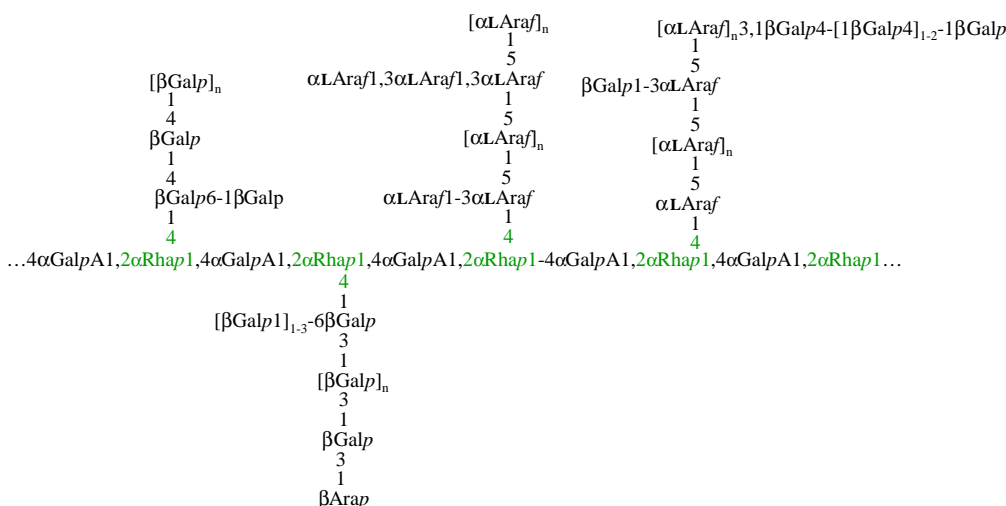 [αLAraf]n [αLAraf]n3,1βGalp4-[1βGalp4]1-2-1βGalp
1 1
5 5
[βGalp]n αLAraf1,3αLAraf1,3αLAraf βGalp1-3αLAraf
1 1 1
4 5 5
βGalp [αLAraf]n [αLAraf]n
1 1 1
4 5 5
βGalp6-1βGalp αLAraf1-3αLAraf αLAraf
1 1 1
4 4 4
...4αGalpA1,2αRhap1,4αGalpA1,2αRhap1,4αGalpA1,2αRhap1-4αGalpA1,2αRhap1,4αGalpA1,2αRhap1...
4
1
[βGalp1]1-3-6βGalp
3
1
[βGalp]n
3
1
βGalp
3
1
βArap